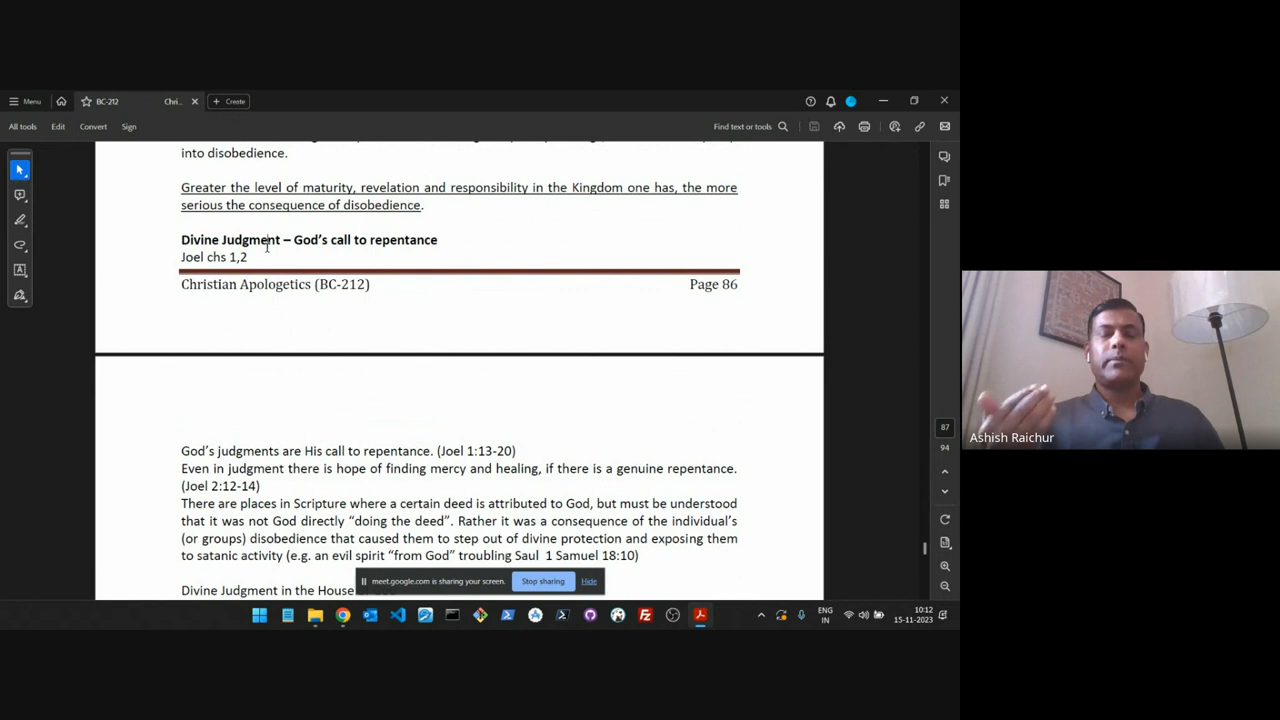 Menu
BC-212
Chri...
Create
All tools
Edit
Convert
Sign
Find text or tools
into disobedience.
Greater the level of maturity, revelation and responsibility in the Kingdom one has, the more
serious the consequence of disobedience.
Divine Judgment – God's call to repentance
Joel chs 1,2
Christian Apologetics (BC-212) Page 86
God's judgments are His call to repentance. (Joel 1:13-20)
Even in judgment there is hope of finding mercy and healing, if there is a genuine repentance.
(Joel 2:12-14)
There are places in Scripture where a certain deed is attributed to God, but must be understood
that it was not God directly "doing the deed". Rather it was a consequence of the individual's
(or groups) disobedience that caused them to step out of divine protection and exposing them
to satanic activity (e.g. an evil spirit "from God" troubling Saul 1 Samuel 18:10)
Divine Judgment in the House
meet.google.com is sharing your screen.
Stop sharing
Hide
87
94
ENG
IN
10:12
15-11-2023
Ashish Raichur